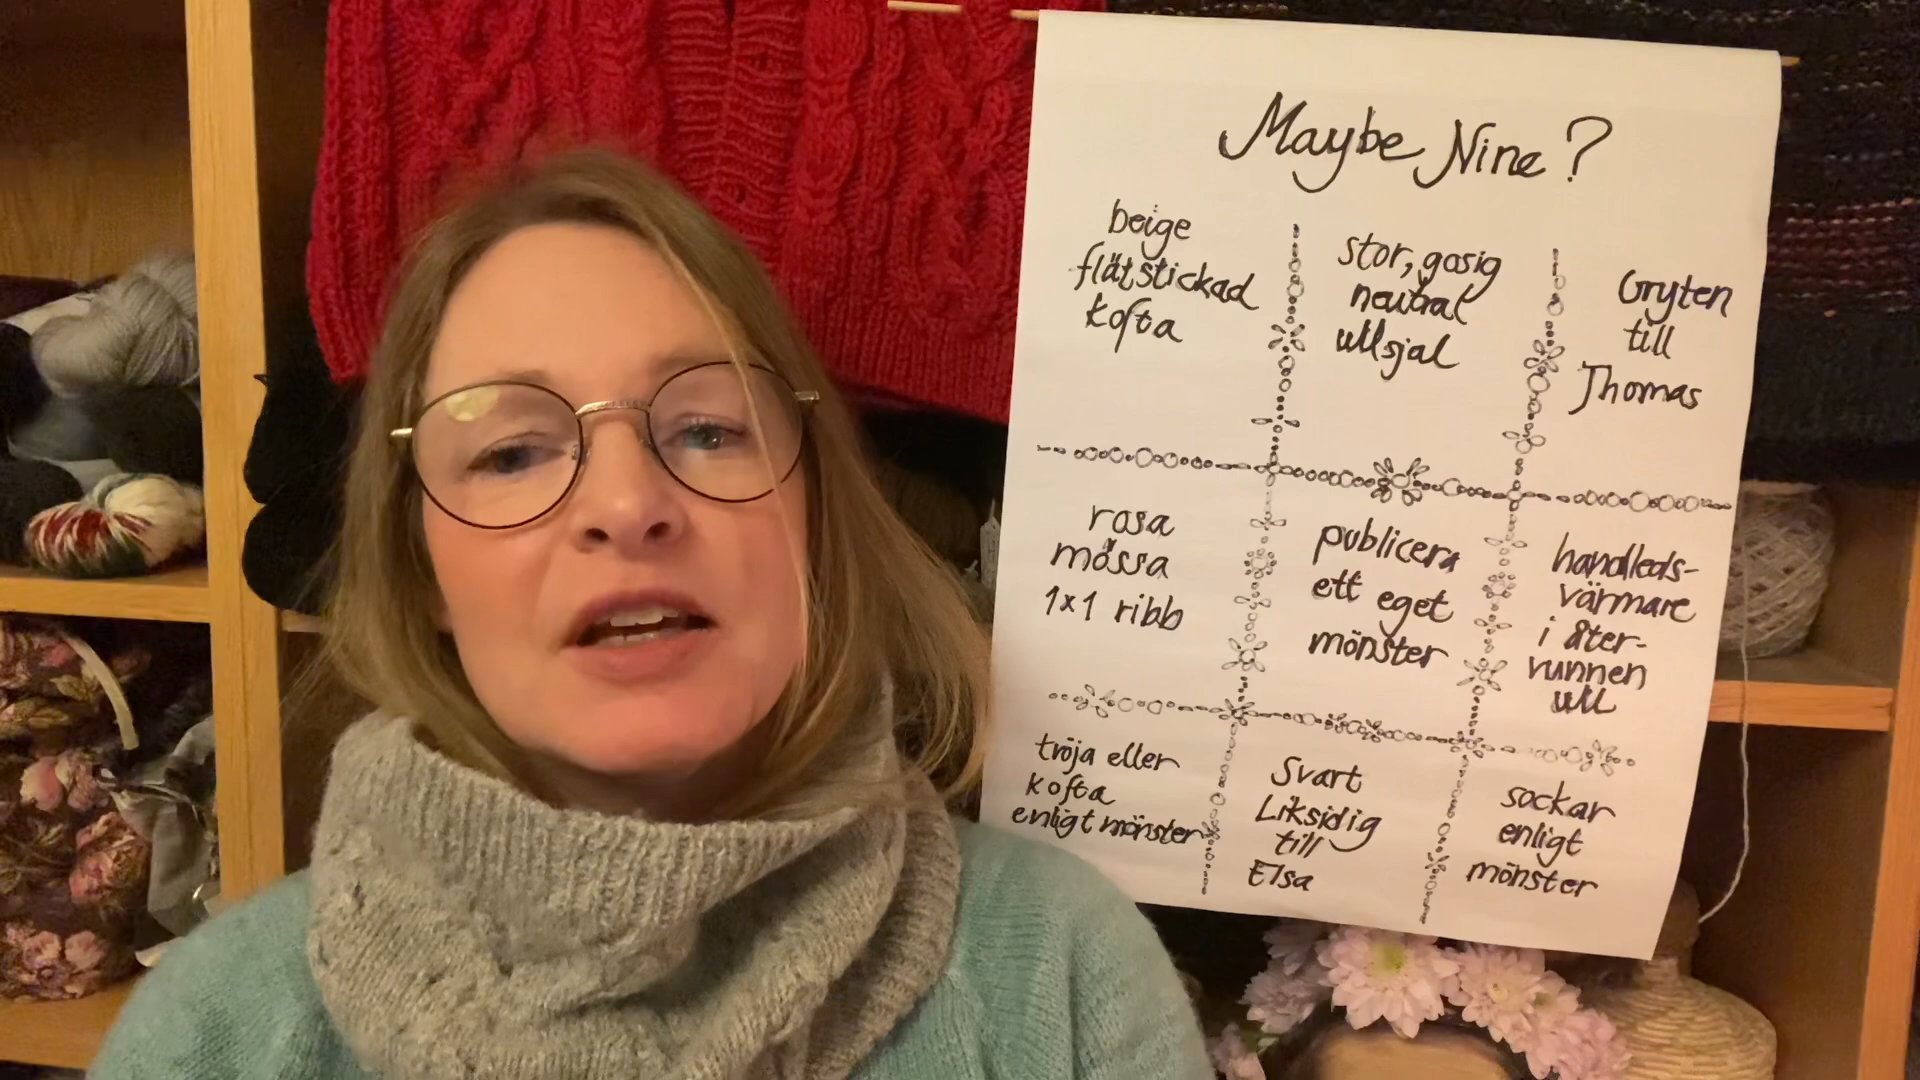 Maybe Nine?
beige
flätstickad
kofta
stor, gosig
neutral
ullsjal
Gryten
till
Thomas
rosa
mössa
1x1 ribb
publicera
ett eget
mönster
handleds-
värmare
i åter-
vunnen
ull
tröja eller
kofta
enligt mönster
Svart
Liksidig
till
Elsa
sockar
enligt
mönster